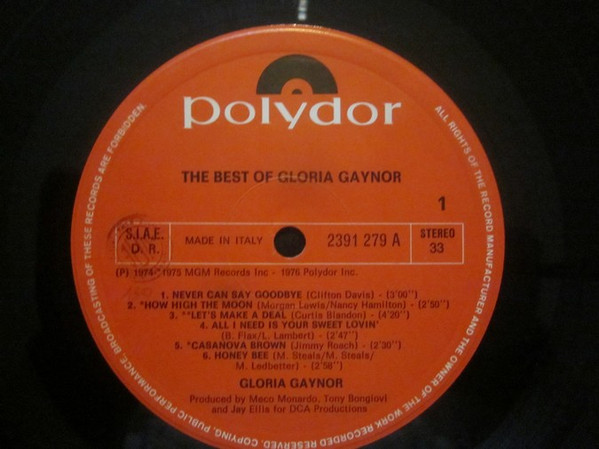 polydor
THE BEST OF GLORIA GAYNOR
1
S.I.A.E.
D. R.
MADE IN ITALY
2391 279 A
STEREO
33
(P) 1974-1975 MGM Records Inc - 1976 Polydor Inc.
1. NEVER CAN SAY GOODBYE (Clifton Davis) - (3'00'')
2. *HOW HIGH THE MOON (Morgan Lewis/Nancy Hamilton) - (2'50'')
3. **LET'S MAKE A DEAL (Curtis Blandon) - (4'20'')
4. ALL I NEED IS YOUR SWEET LOVIN'
(B. Flax/L. Lambert) - (2'47'')
5. *CASANOVA BROWN (Jimmy Roach) - (2'30'')
6. HONEY BEE (M. Steals/M. Steals/
M. Ledbetter) - (2'58'')
GLORIA GAYNOR
Produced by Meco Monardo, Tony Bongiovi
and Jay Ellis for DCA Productions
ALL RIGHTS OF THE RECORD MANUFACTURER AND THE OWNER OF THE WORK RECORDED RESERVED. COPYING, PUBLIC PERFORMANCE, BROADCASTING OF THESE RECORDS ARE FORBIDDEN.